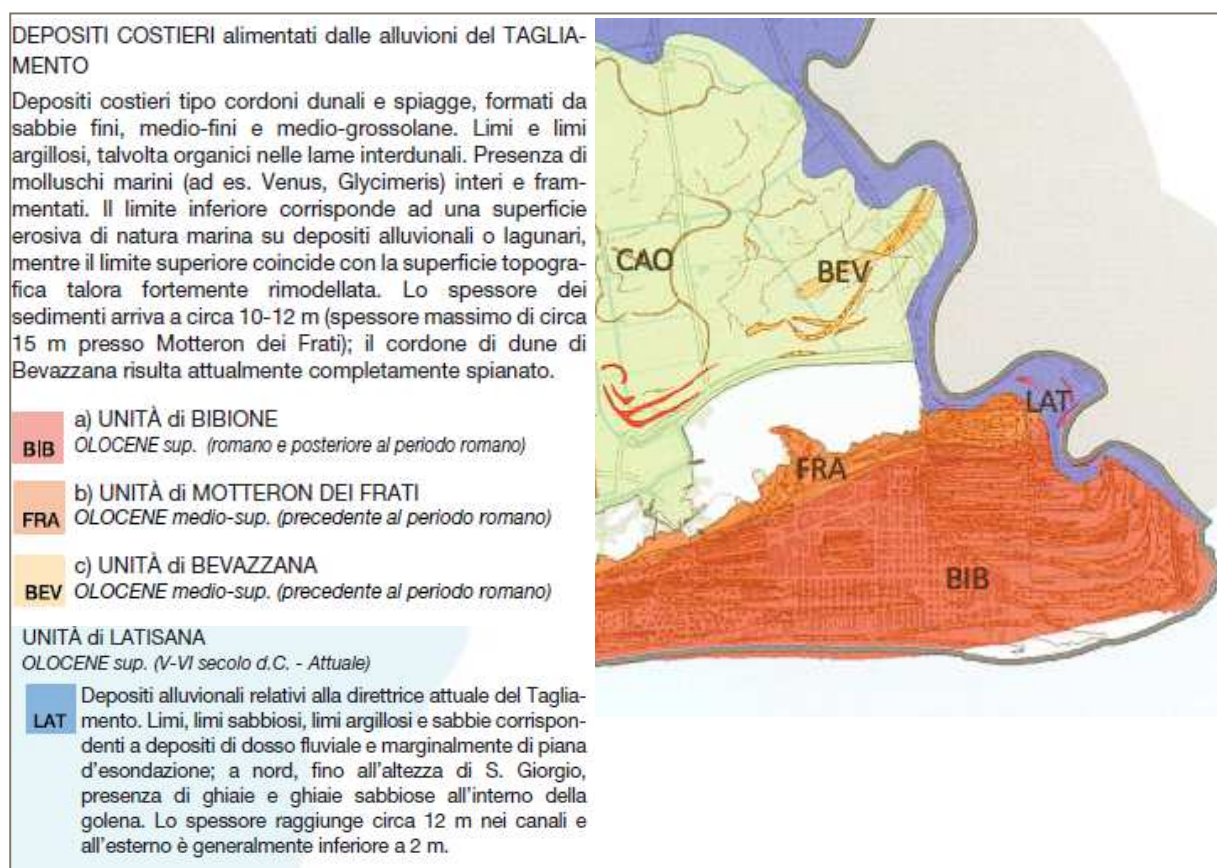 DEPOSITI COSTIERI alimentati dalle alluvioni del TAGLIA-
MENTO
Depositi costieri tipo cordoni dunali e spiagge, formati da
sabbie fini, medio-fini e medio-grossolane. Limi e limi
argillosi, talvolta organici nelle lame interdunali. Presenza di
molluschi marini (ad es. Venus, Glycimeris) interi e fram-
mentati. Il limite inferiore corrisponde ad una superficie
erosiva di natura marina su depositi alluvionali o lagunari,
mentre il limite superiore coincide con la superficie topogra-
fica talora fortemente rimodellata. Lo spessore dei
sedimenti arriva a circa 10-12 m (spessore massimo di circa
15 m presso Motteron dei Frati); il cordone di dune di
Bevazzana risulta attualmente completamente spianato.
a) UNITÀ di BIBIONE
BIB OLOCENE sup. (romano e posteriore al periodo romano)
b) UNITÀ di MOTTERON DEI FRATI
FRA OLOCENE medio-sup. (precedente al periodo romano)
c) UNITÀ di BEVAZZANA
BEV OLOCENE medio-sup. (precedente al periodo romano)
UNITÀ di LATISANA
OLOCENE sup. (V-VI secolo d.C. - Attuale)
Depositi alluvionali relativi alla direttrice attuale del Taglia-
LAT mento. Limi, limi sabbiosi, limi argillosi e sabbie corrispon-
denti a depositi di dosso fluviale e marginalmente di piana
d'esondazione; a nord, fino all'altezza di S. Giorgio,
presenza di ghiaie e ghiaie sabbiose all'interno della
golena. Lo spessore raggiunge circa 12 m nei canali e
all'esterno è generalmente inferiore a 2 m.
CAO
BEV
LAT
FRA
BIB